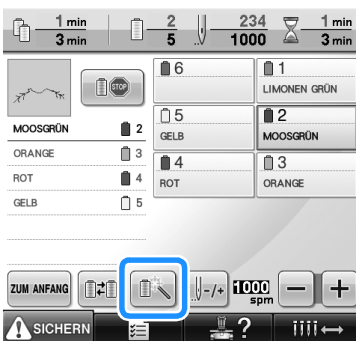 1 min
3 min
2
5
234
1000
1 min
3 min
STOP
MOOSGRÜN 2
ORANGE 3
ROT 4
GELB 5
6
1
LIMONEN GRÜN
5
GELB
2
MOOSGRÜN
4
ROT
3
ORANGE
ZUM ANFANG
-/+
1000
spm
− +
SICHERN
?